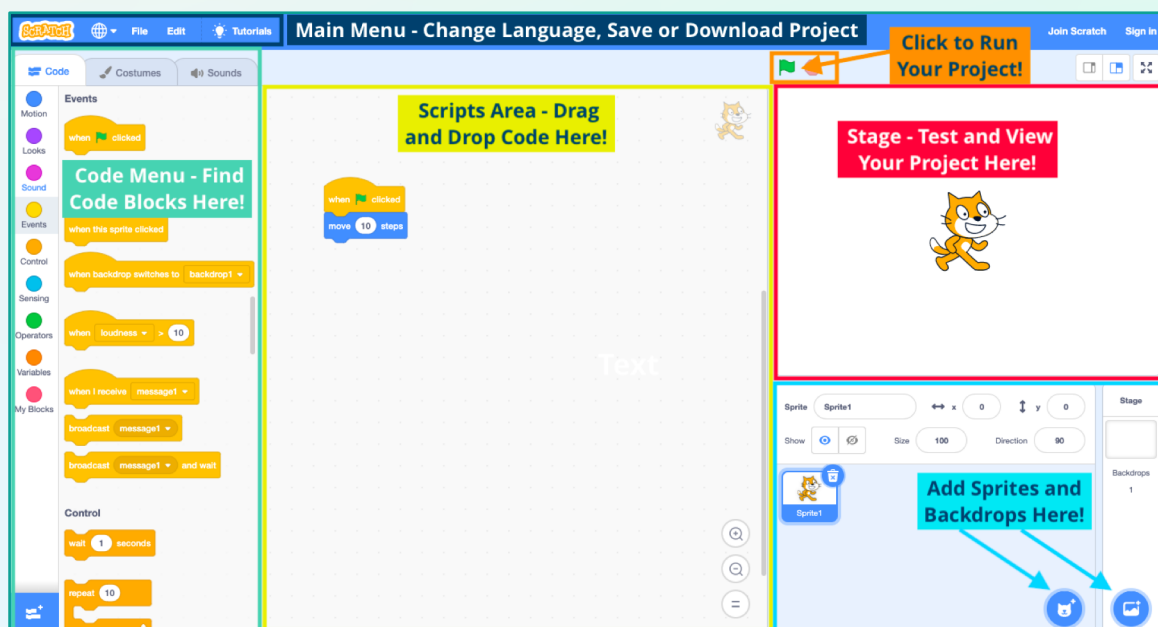 SCRATCH File Edit Tutorials Main Menu - Change Language, Save or Download Project Join Scratch Sign in
Click to Run
Your Project!
Code Costumes Sounds
Motion
Looks
Sound
Events
Control
Sensing
Operators
Variables
My Blocks
Events
when clicked
Code Menu - Find
Code Blocks Here!
when this sprite clicked
when backdrop switches to backdrop1
when loudness > 10
when I receive message1
broadcast message1
broadcast message1 and wait
Control
wait 1 seconds
repeat 10
Scripts Area - Drag
and Drop Code Here!
when clicked
move 10 steps
Text
Stage - Test and View
Your Project Here!
Sprite Sprite1 x 0 y 0
Show Size 100 Direction 90
Sprite1
Stage
Backdrops
1
Add Sprites and
Backdrops Here!